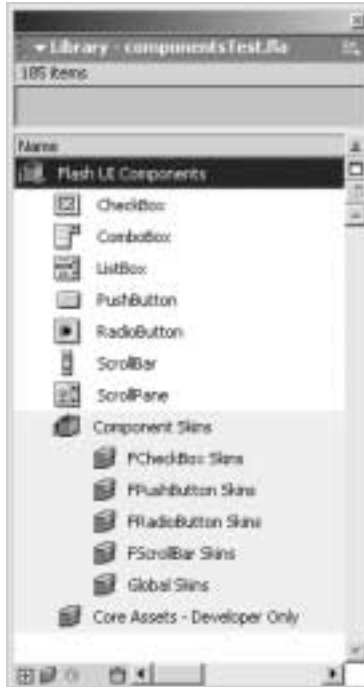 Library - componentsTest.fla
185 items
Name
Flash UI Components
CheckBox
ComboBox
ListBox
PushButton
RadioButton
ScrollBar
ScrollPane
Component Skins
FCheckBox Skins
FPushButton Skins
FRadioButton Skins
FScrollBar Skins
Global Skins
Core Assets - Developer Only